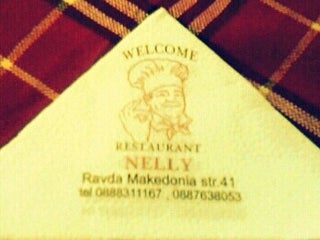 WELCOME
RESTAURANT
NELLY
Ravda Makedonia str.41
tel 0888311167 , 0887638053